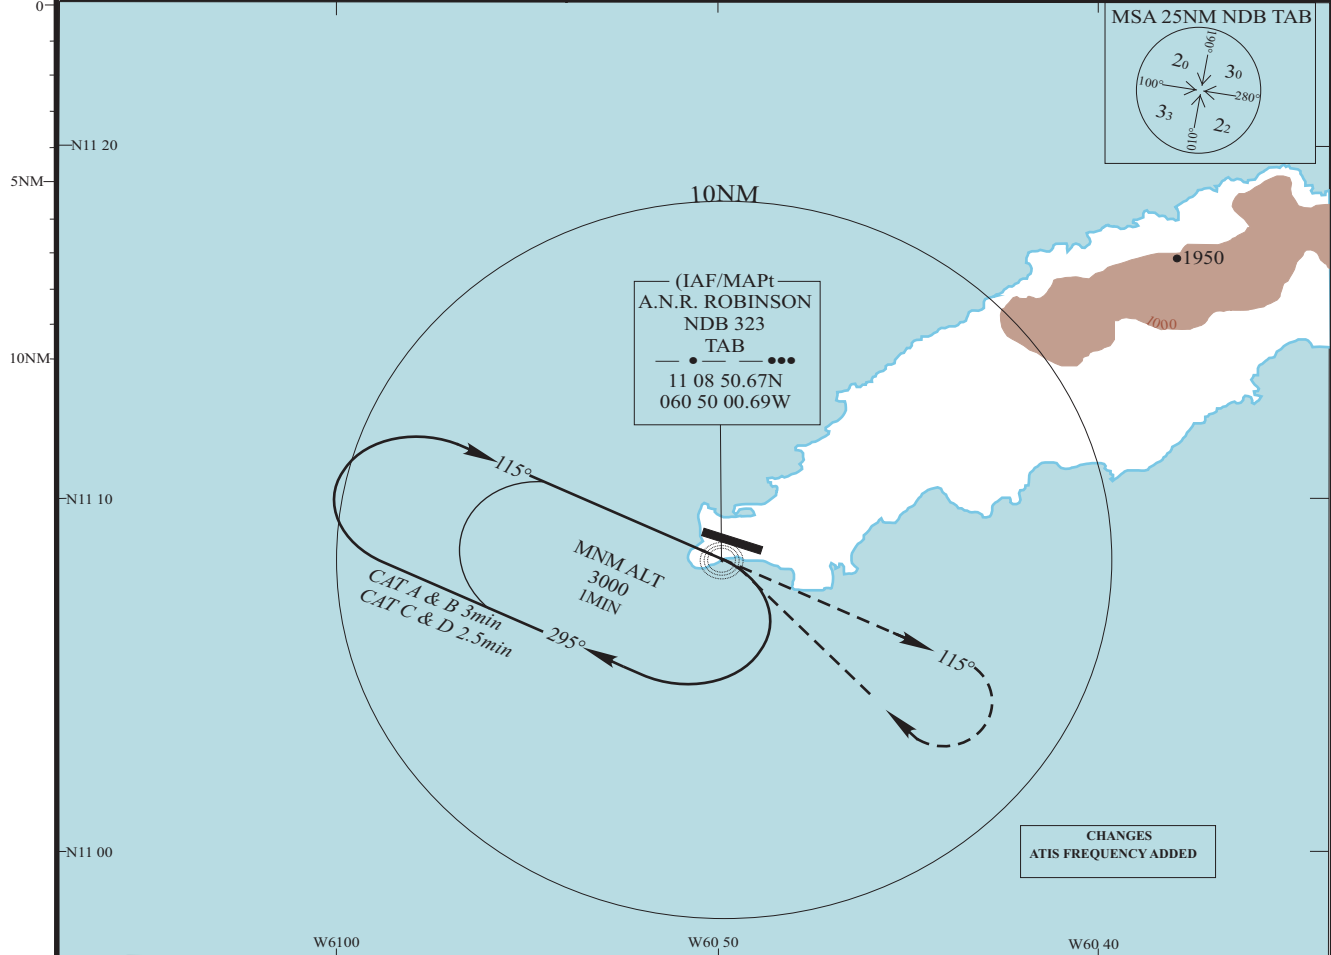 0
MSA 25NM NDB TAB
190°
20
30
100°
280°
33
22
010°
N11 20
5NM
10NM
1950
1000
(IAF/MAPt
A.N.R. ROBINSON
NDB 323
TAB
11 08 50.67N
060 50 00.69W
10NM
115°
N11 10
MNM ALT
3000
1MIN
CAT A & B 3min
CAT C & D 2.5min
295°
115°
CHANGES
ATIS FREQUENCY ADDED
N11 00
W6100
W60 50
W60 40